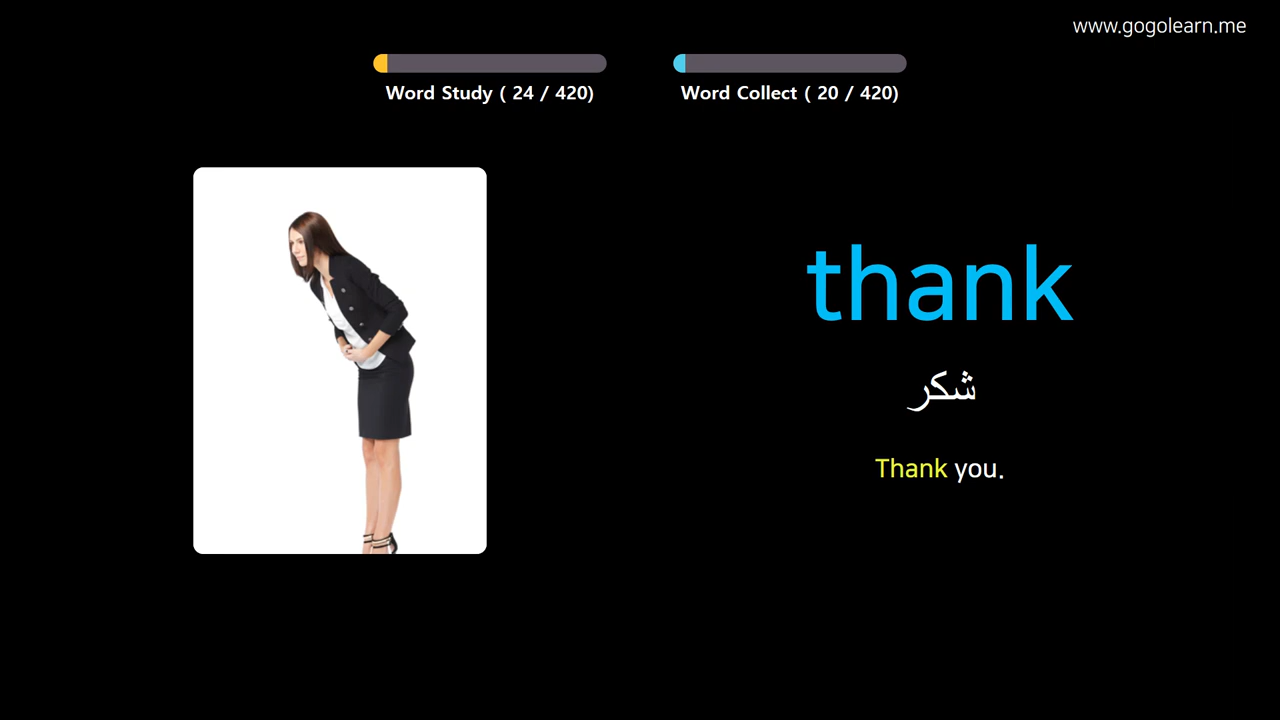 www.gogolearn.me
Word Study ( 24 / 420)
Word Collect ( 20 / 420)
thank
شكر
Thank you.